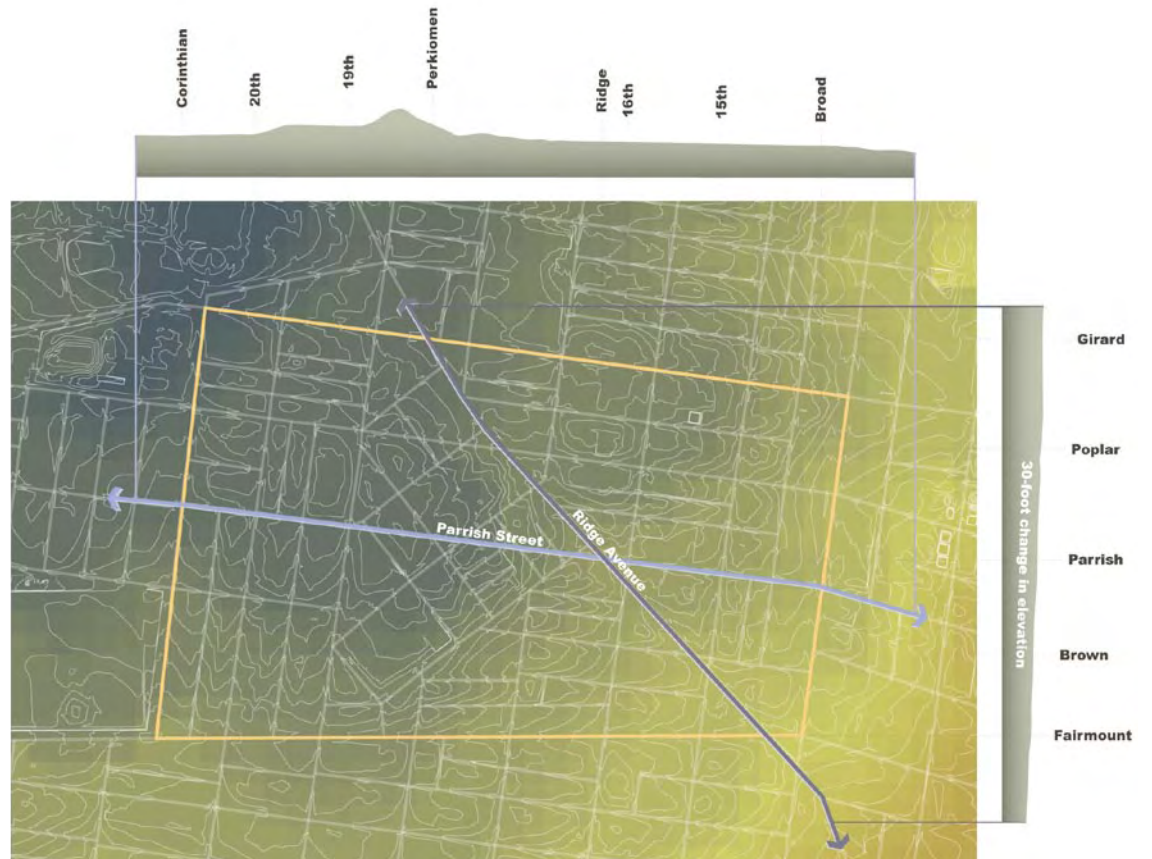 Corinthian
20th
19th
Perkiomen
Ridge
16th
15th
Broad
Girard
Poplar
Parrish
Brown
Fairmount
30-foot change in elevation
Parrish Street
Ridge Avenue